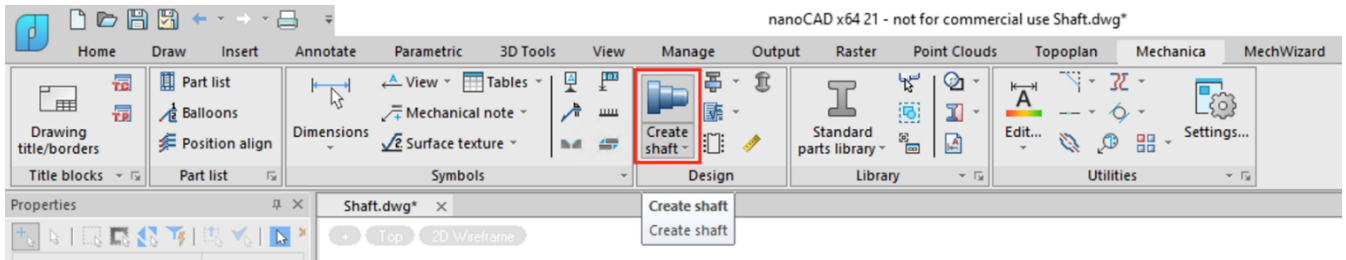 nanoCAD x64 21 - not for commercial use Shaft.dwg*
Home Draw Insert Annotate Parametric 3D Tools View Manage Output Raster Point Clouds Topoplan Mechanica MechWizard
Drawing
title/borders
Title blocks
Part list
Balloons
Position align
Part list
Dimensions
View
Tables
Mechanical note
Surface texture
Symbols
Create
shaft
Design
Standard
parts library
Library
Edit...
Settings...
Utilities
Properties
Shaft.dwg*
Create shaft
Create shaft
+ Top 2D Wireframe